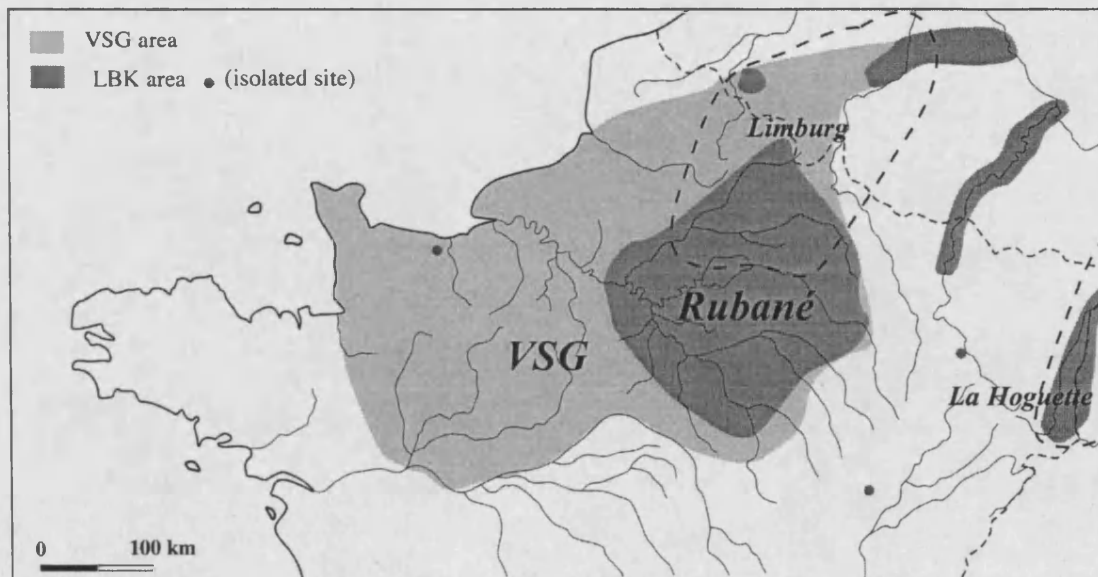 VSG area
LBK area • (isolated site)
Limburg
Rubané
VSG
La Hoguette
0 100 km